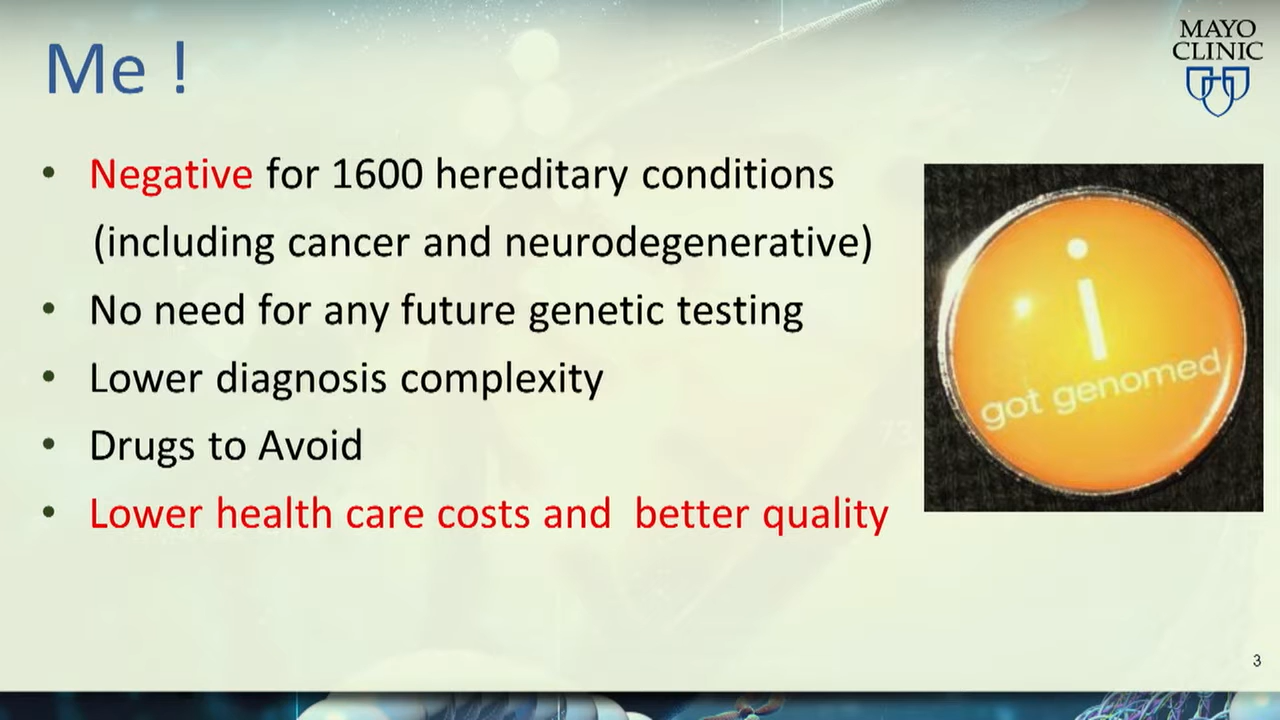 Me !
MAYO
CLINIC
• Negative for 1600 hereditary conditions
(including cancer and neurodegenerative)
• No need for any future genetic testing
• Lower diagnosis complexity
• Drugs to Avoid
• Lower health care costs and  better quality
i
got genomed
3